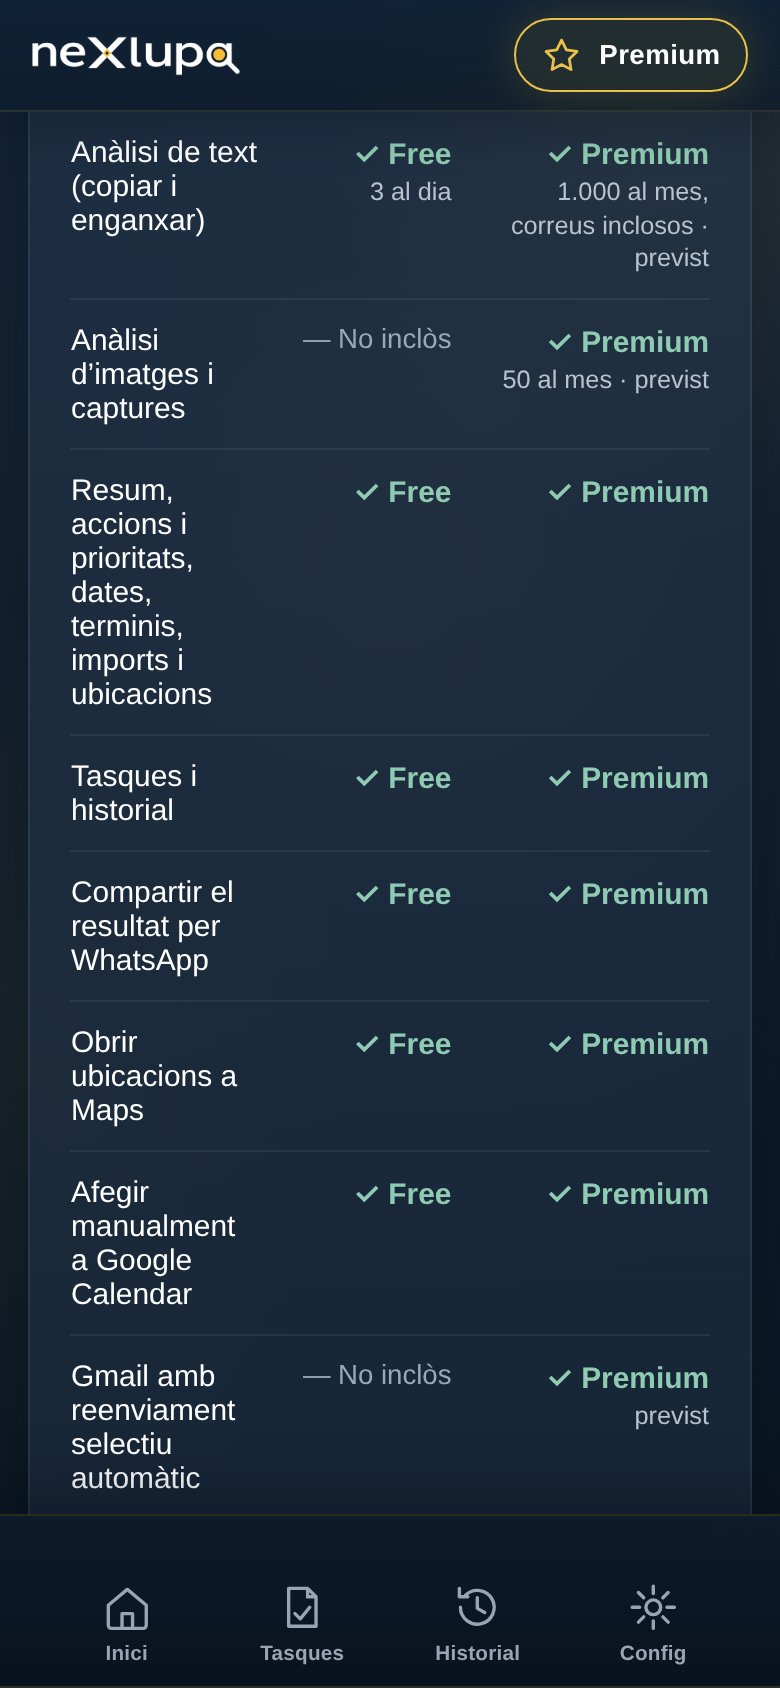 neXlupa
Premium
Anàlisi de text
(copiar i
enganxar)
✓ Free
3 al dia
✓ Premium
1.000 al mes,
correus inclosos ·
previst
Anàlisi
d’imatges i
captures
— No inclòs
✓ Premium
50 al mes · previst
Resum,
accions i
prioritats,
dates,
terminis,
imports i
ubicacions
✓ Free
✓ Premium
Tasques i
historial
✓ Free
✓ Premium
Compartir el
resultat per
WhatsApp
✓ Free
✓ Premium
Obrir
ubicacions a
Maps
✓ Free
✓ Premium
Afegir
manualment
a Google
Calendar
✓ Free
✓ Premium
Gmail amb
reenviament
selectiu
automàtic
— No inclòs
✓ Premium
previst
Inici
Tasques
Historial
Config